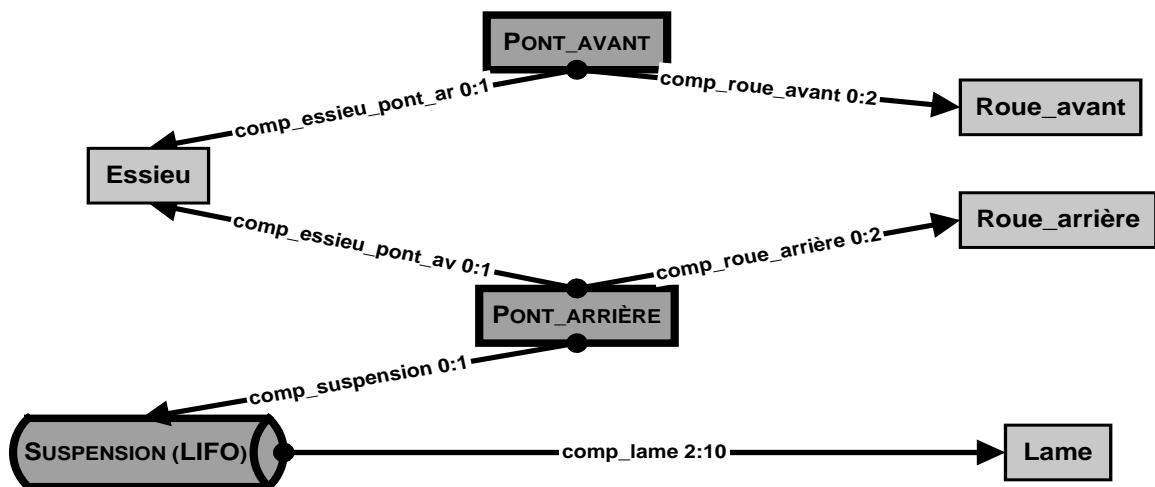 PONT_AVANT
comp_essieu_pont_ar 0:1
comp_roue_avant 0:2
Roue_avant
Essieu
Roue_arrière
comp_essieu_pont_av 0:1
comp_roue_arrière 0:2
PONT_ARRIÈRE
comp_suspension 0:1
SUSPENSION (LIFO)
comp_lame 2:10
Lame